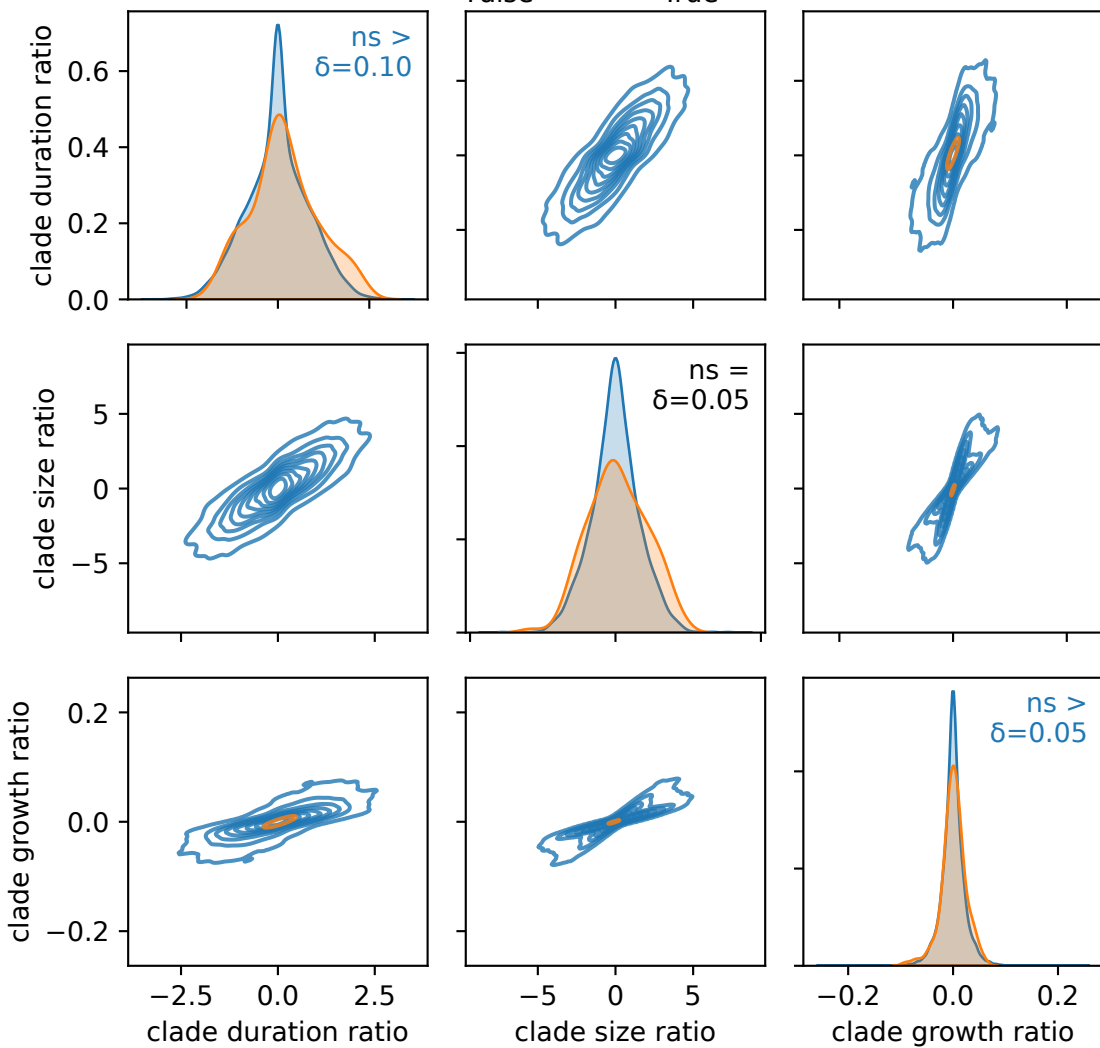 clade duration ratio
0.6
0.4
0.2
0.0
ns >
δ=0.10
clade size ratio
5
0
−5
ns =
δ=0.05
clade growth ratio
0.2
0.0
−0.2
ns >
δ=0.05
−2.5 0.0 2.5
−5 0 5
−0.2 0.0 0.2
clade duration ratio
clade size ratio
clade growth ratio